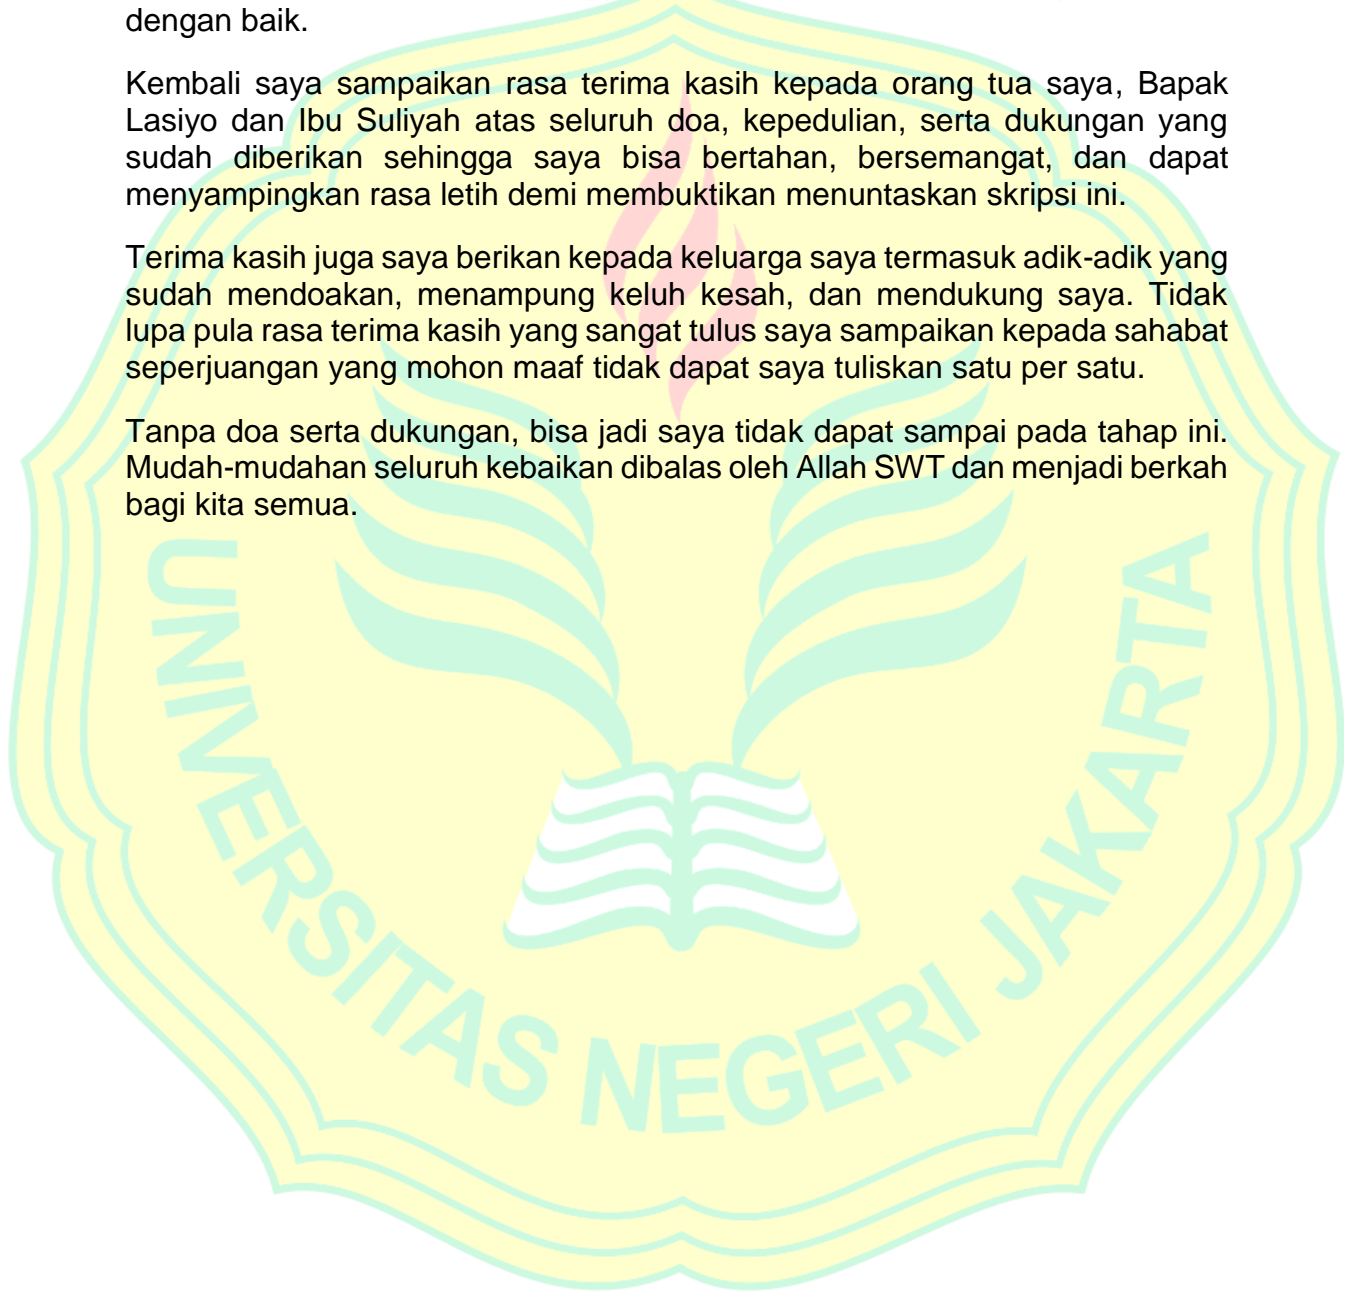 dengan baik.
Kembali saya sampaikan rasa terima kasih kepada orang tua saya, Bapak
Lasiyo dan Ibu Suliyah atas seluruh doa, kepedulian, serta dukungan yang
sudah diberikan sehingga saya bisa bertahan, bersemangat, dan dapat
menyampingkan rasa letih demi membuktikan menuntaskan skripsi ini.
Terima kasih juga saya berikan kepada keluarga saya termasuk adik-adik yang
sudah mendoakan, menampung keluh kesah, dan mendukung saya. Tidak
lupa pula rasa terima kasih yang sangat tulus saya sampaikan kepada sahabat
seperjuangan yang mohon maaf tidak dapat saya tuliskan satu per satu.
Tanpa doa serta dukungan, bisa jadi saya tidak dapat sampai pada tahap ini.
Mudah-mudahan seluruh kebaikan dibalas oleh Allah SWT dan menjadi berkah
bagi kita semua.
UNIVERSITAS NEGERI JAKARTA